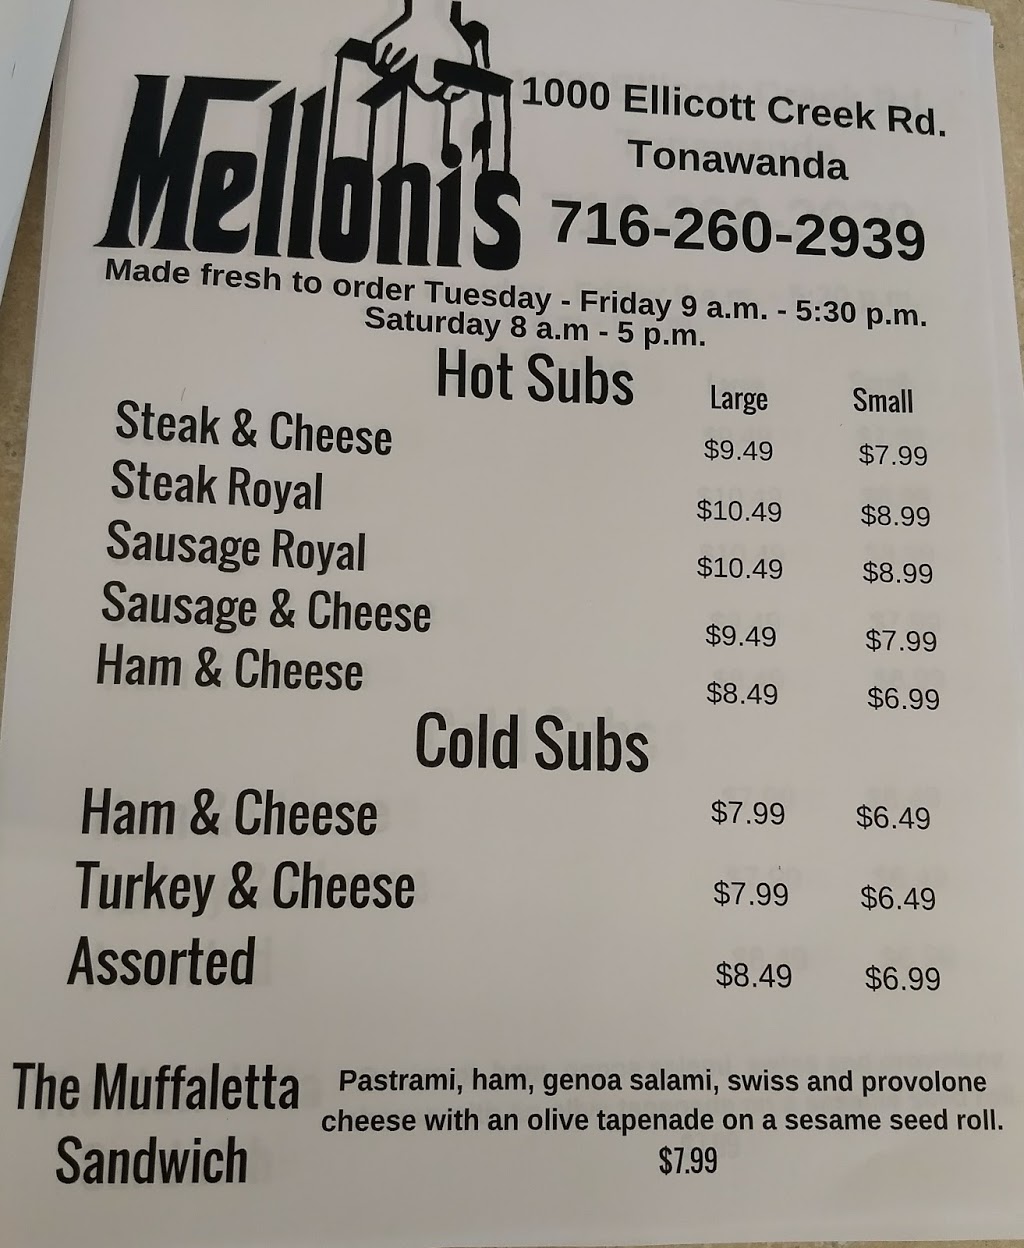 Melloni's
1000 Ellicott Creek Rd.
Tonawanda
716-260-2939
Made fresh to order Tuesday - Friday 9 a.m. - 5:30 p.m.
Saturday 8 a.m - 5 p.m.
Hot Subs Large Small
Steak & Cheese $9.49 $7.99
Steak Royal $10.49 $8.99
Sausage Royal $10.49 $8.99
Sausage & Cheese $9.49 $7.99
Ham & Cheese $8.49 $6.99
Cold Subs
Ham & Cheese $7.99 $6.49
Turkey & Cheese $7.99 $6.49
Assorted $8.49 $6.99
The Muffaletta
Sandwich
Pastrami, ham, genoa salami, swiss and provolone
cheese with an olive tapenade on a sesame seed roll.
$7.99